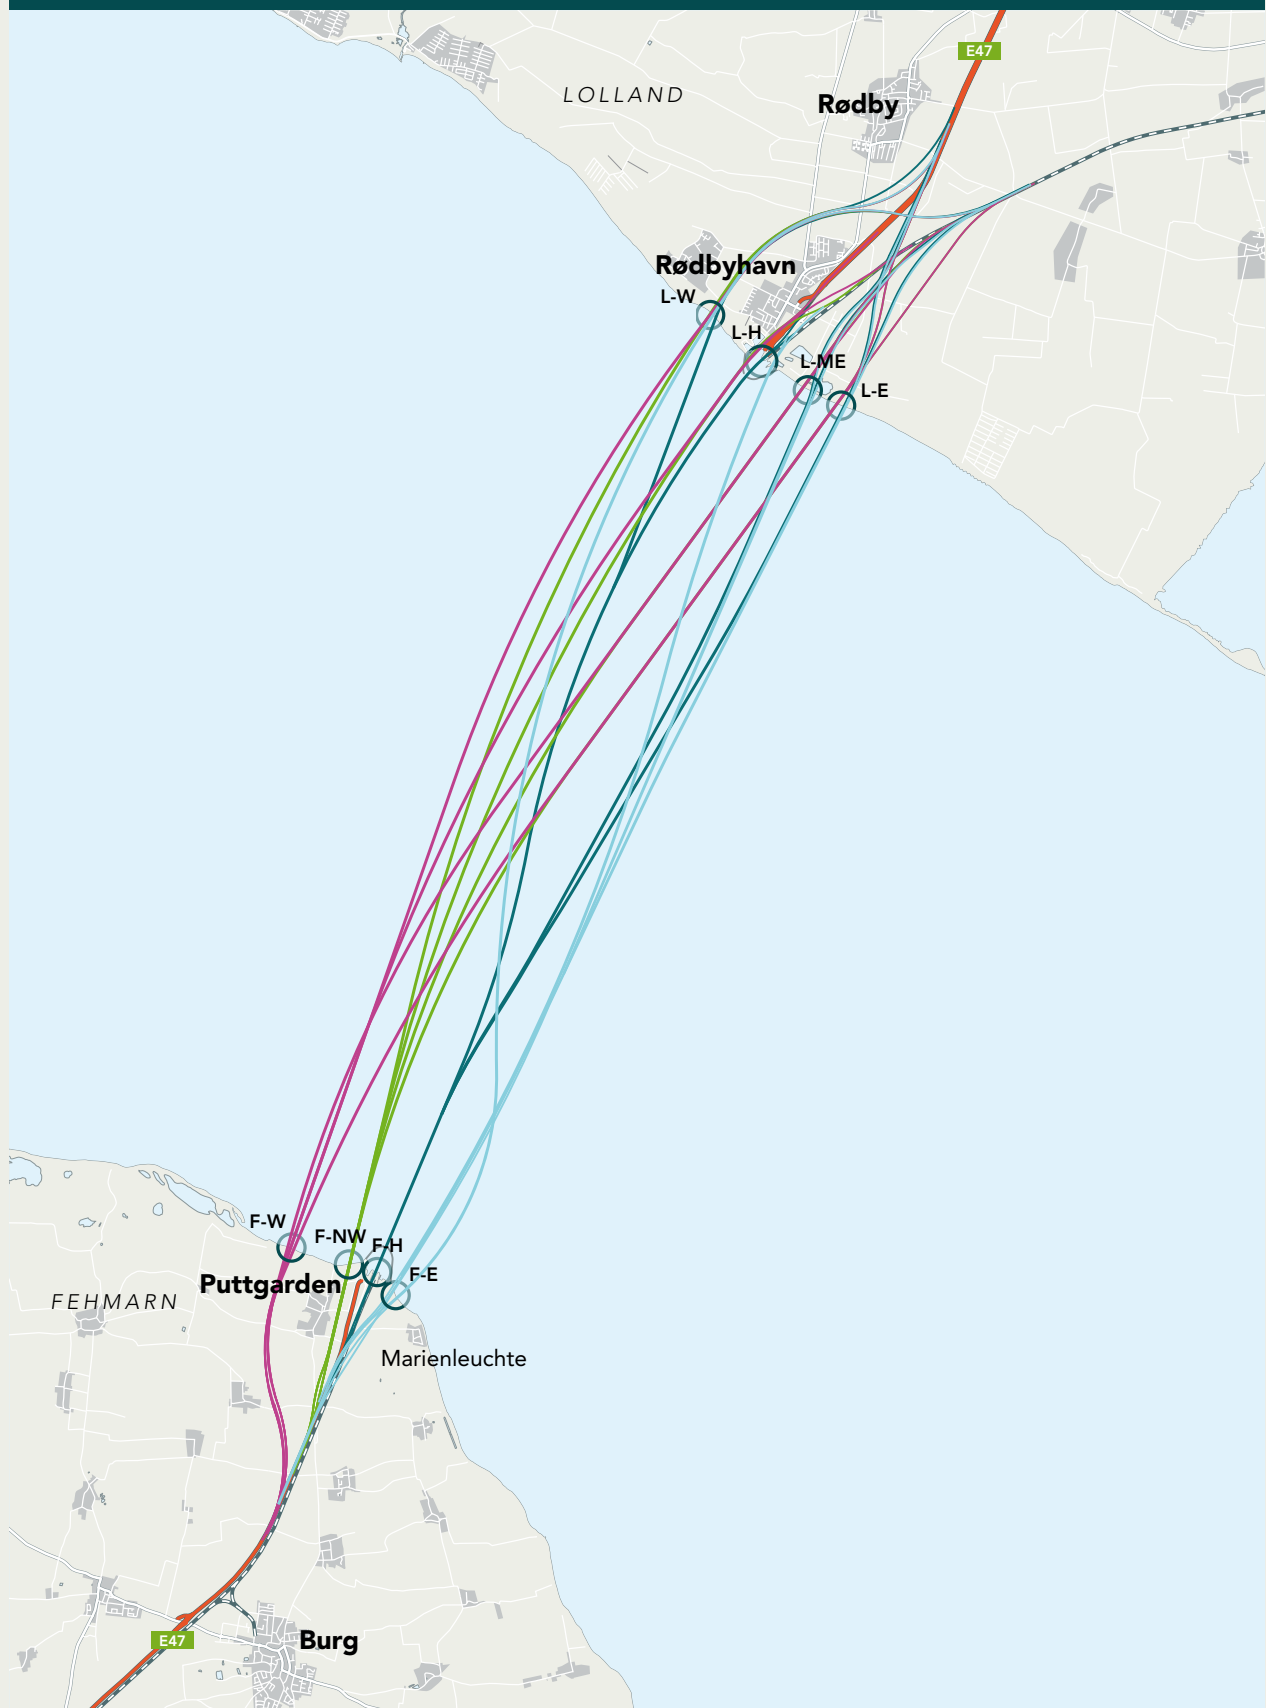 E47
LOLLAND
Rødby
Rødbyhavn
L-W
L-H
L-ME
L-E
F-W
F-NW
F-H
F-E
Puttgarden
FEHMARN
Marienleuchte
E47
Burg